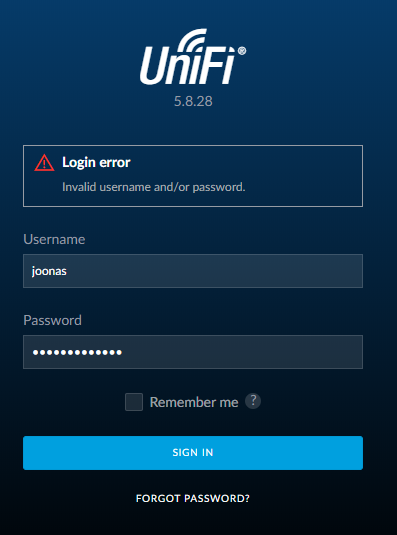 UniFi®
5.8.28
Login error
Invalid username and/or password.
Username
joonas
Password
•••••••••••••
Remember me ?
SIGN IN
FORGOT PASSWORD?